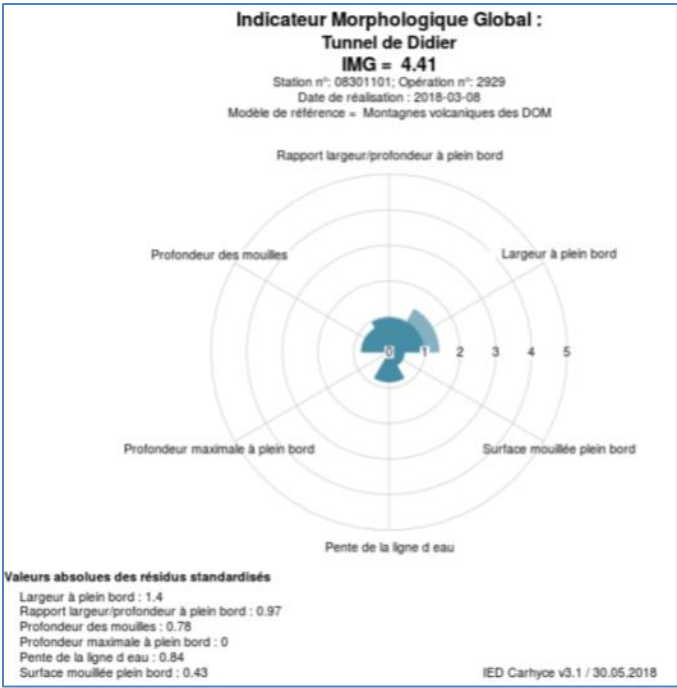 Indicateur Morphologique Global :
Tunnel de Didier
IMG = 4.41
Station n°: 08301101; Opération n°: 2929
Date de réalisation : 2018-03-08
Modèle de référence = Montagnes volcaniques des DOM
Rapport largeur/profondeur à plein bord
Profondeur des mouilles
Largeur à plein bord
0 1 2 3 4 5
Profondeur maximale à plein bord
Surface mouillée plein bord
Pente de la ligne d eau
Valeurs absolues des résidus standardisés
Largeur à plein bord : 1.4
Rapport largeur/profondeur à plein bord : 0.97
Profondeur des mouilles : 0.78
Profondeur maximale à plein bord : 0
Pente de la ligne d eau : 0.84
Surface mouillée plein bord : 0.43
IED Carhyce v3.1 / 30.05.2018